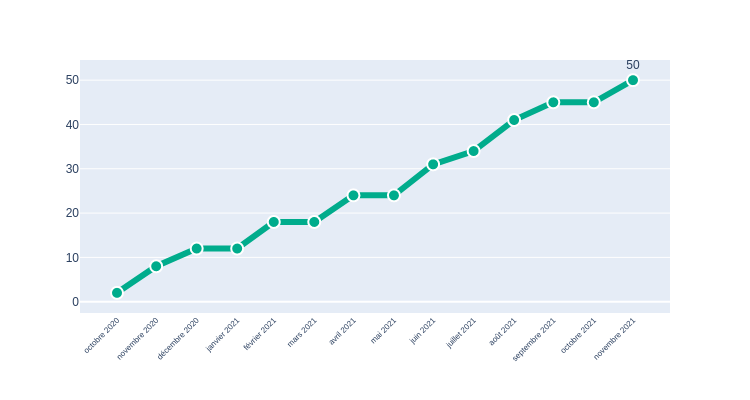 50
50
40
30
20
10
0
octobre 2020
novembre 2020
décembre 2020
janvier 2021
février 2021
mars 2021
avril 2021
mai 2021
juin 2021
juillet 2021
août 2021
septembre 2021
octobre 2021
novembre 2021